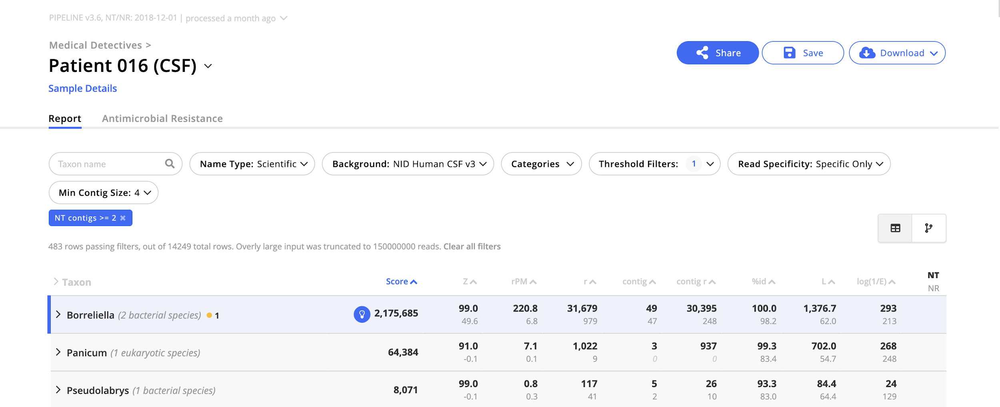 PIPELINE v3.6, NT/NR: 2018-12-01 | processed a month ago
Medical Detectives >
Patient 016 (CSF)
Share Save Download
Sample Details
Report Antimicrobial Resistance
Taxon name Name Type: Scientific Background: NID Human CSF v3 Categories Threshold Filters: 1 Read Specificity: Specific Only
Min Contig Size: 4
NT contigs >= 2 ×
483 rows passing filters, out of 14249 total rows. Overly large input was truncated to 150000000 reads. Clear all filters
Taxon Score Z rPM r contig contig r %id L log(1/E) NT
NR
Borreliella (2 bacterial species) 1 2,175,685 99.0 220.8 31,679 49 30,395 100.0 1,376.7 293
49.6 6.8 979 47 248 98.2 62.0 213
Panicum (1 eukaryotic species) 64,384 91.0 7.1 1,022 3 937 99.3 702.0 268
-0.1 0.1 9 0 0 83.4 54.7 248
Pseudolabrys (1 bacterial species) 8,071 99.0 0.8 117 5 26 93.3 84.4 24
-0.1 0.3 41 2 10 83.0 64.4 129